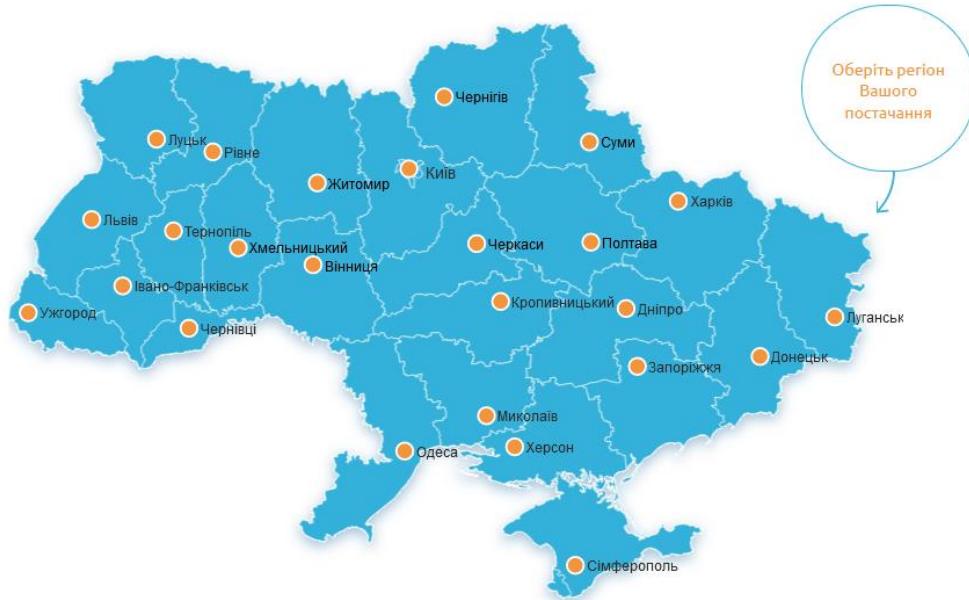 Оберіть регіон
Вашого
постачання
Чернігів
Луцьк
Рівне
Суми
Київ
Житомир
Харків
Львів
Тернопіль
Хмельницький
Черкаси
Полтава
Вінниця
Івано-Франківськ
Кропивницький
Ужгород
Дніпро
Луганськ
Чернівці
Донецьк
Запоріжжя
Миколаїв
Одеса
Херсон
Сімферополь